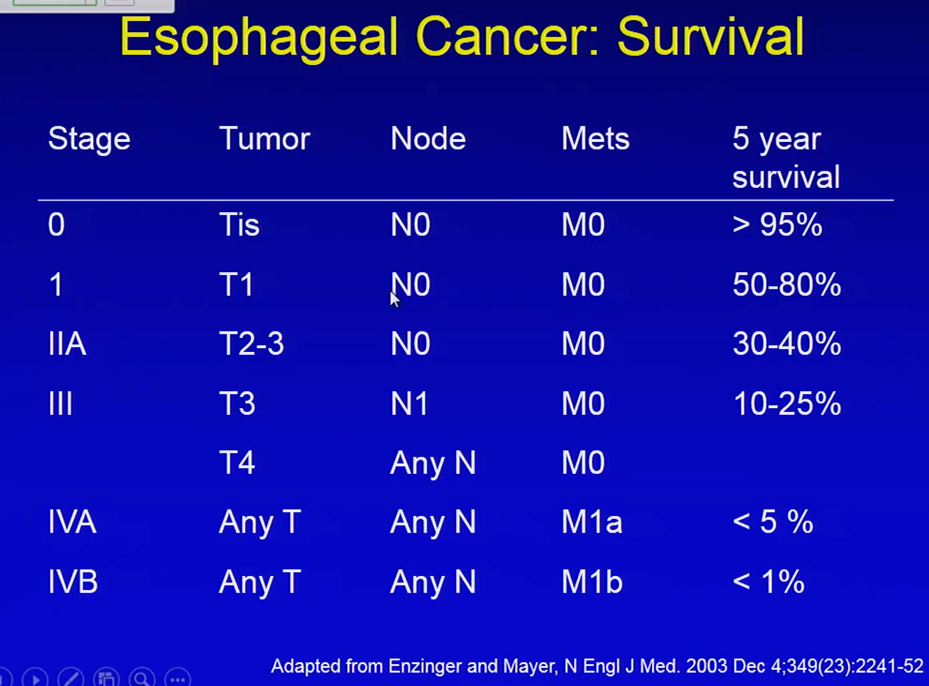 Esophageal Cancer: Survival
Stage Tumor Node Mets 5 year survival
0 Tis N0 M0 > 95%
1 T1 N0 M0 50-80%
IIA T2-3 N0 M0 30-40%
III T3 N1 M0 10-25%
T4 Any N M0
IVA Any T Any N M1a < 5 %
IVB Any T Any N M1b < 1%
Adapted from Enzinger and Mayer, N Engl J Med. 2003 Dec 4;349(23):2241-52